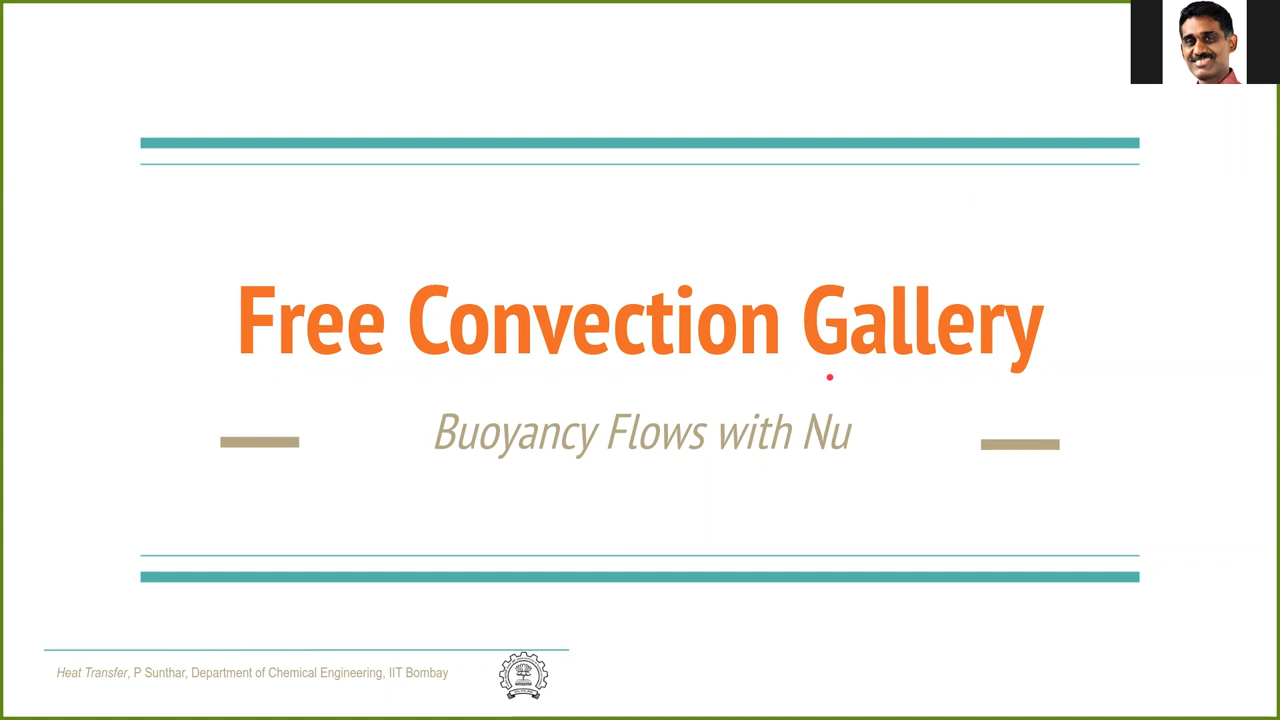 Free Convection Gallery
Buoyancy Flows with Nu
Heat Transfer, P Sunthar, Department of Chemical Engineering, IIT Bombay